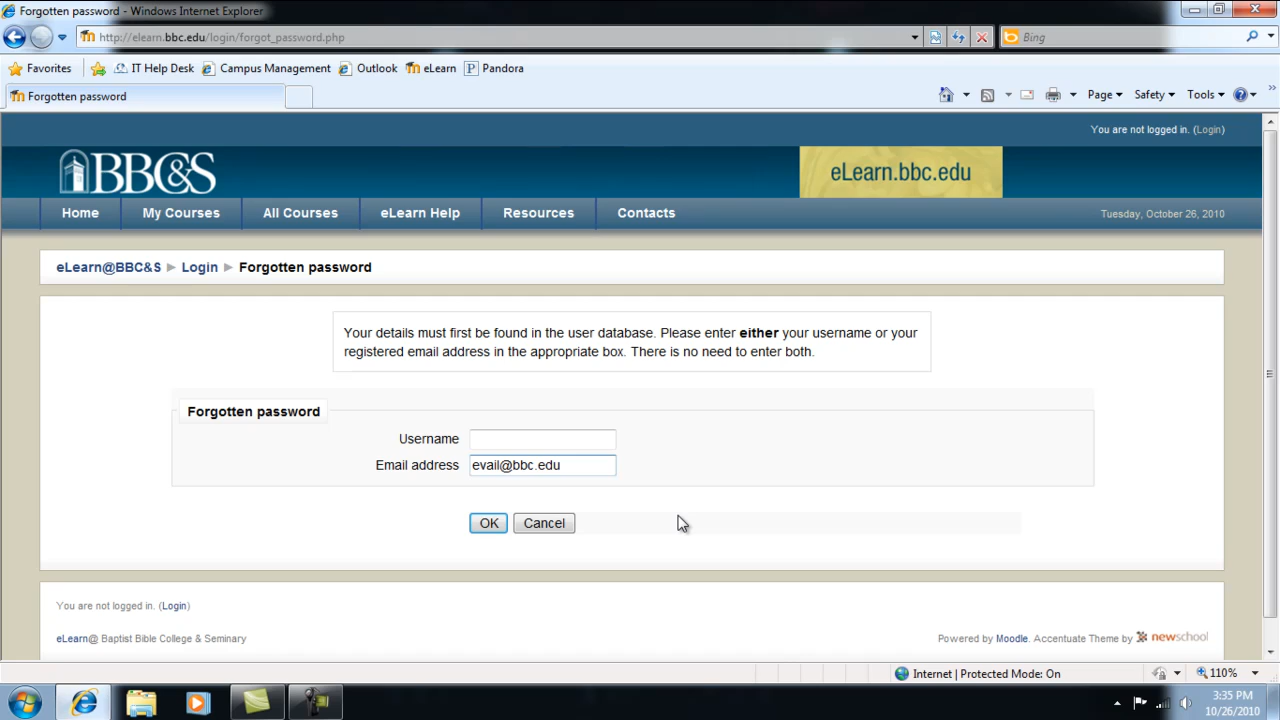 Forgotten password - Windows Internet Explorer
http://elearn.bbc.edu/login/forgot_password.php
Bing
Favorites IT Help Desk Campus Management Outlook eLearn Pandora
Forgotten password
Page Safety Tools
You are not logged in. (Login)
BBC&S
eLearn.bbc.edu
Home My Courses All Courses eLearn Help Resources Contacts Tuesday, October 26, 2010
eLearn@BBC&S ► Login ► Forgotten password
Your details must first be found in the user database. Please enter either your username or your
registered email address in the appropriate box. There is no need to enter both.
Forgotten password
Username
Email address evail@bbc.edu
OK Cancel
You are not logged in. (Login)
eLearn@ Baptist Bible College & Seminary Powered by Moodle. Accentuate Theme by newschool
Internet | Protected Mode: On 110%
3:35 PM
10/26/2010